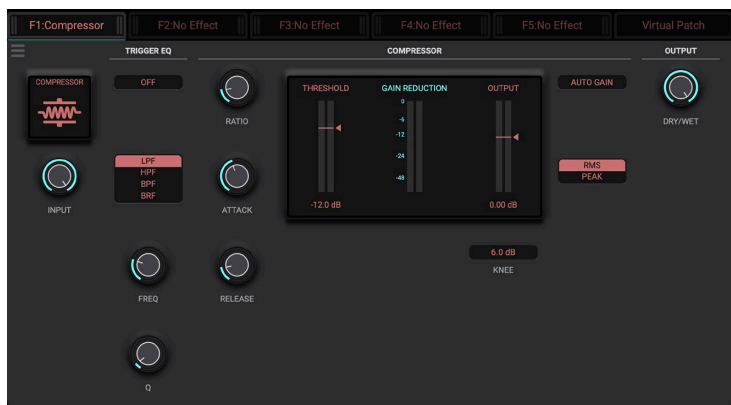 F1:Compressor
F2:No Effect
F3:No Effect
F4:No Effect
F5:No Effect
Virtual Patch
TRIGGER EQ
COMPRESSOR
OUTPUT
COMPRESSOR
OFF
RATIO
THRESHOLD
GAIN REDUCTION
OUTPUT
0
-6
-12
-24
-48
-12.0 dB
0.00 dB
AUTO GAIN
DRY/WET
INPUT
LPF
HPF
BPF
BRF
ATTACK
RMS
PEAK
6.0 dB
KNEE
FREQ
RELEASE
Q